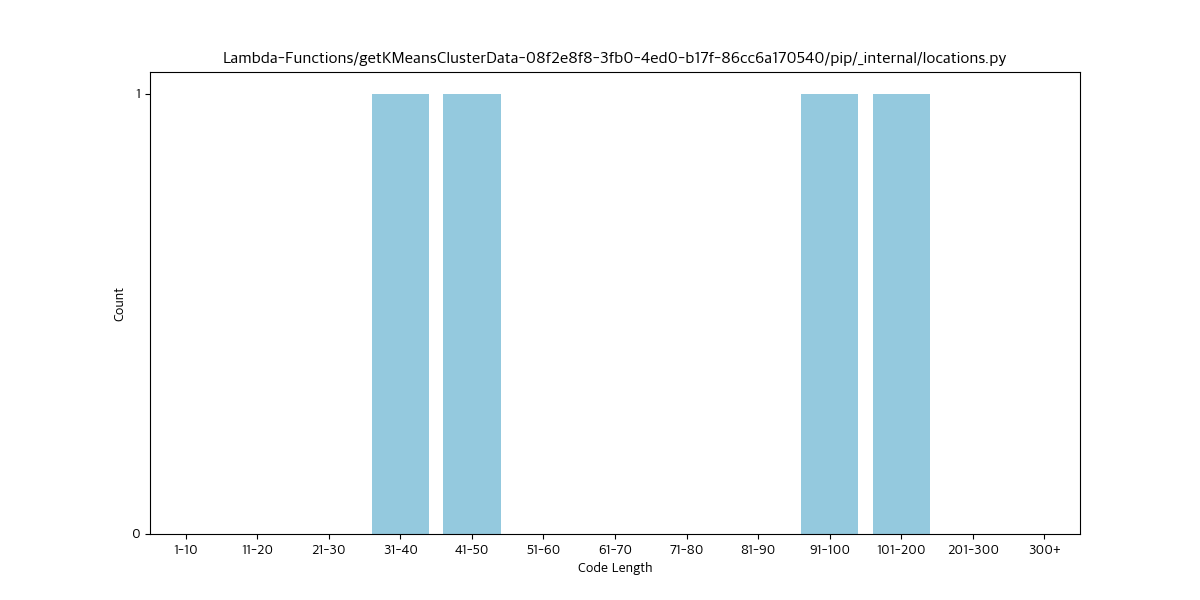 Lambda-Functions/getKMeansClusterData-08f2e8f8-3fb0-4ed0-b17f-86cc6a170540/pip/_internal/locations.py
1
Count
0
1-10 11-20 21-30 31-40 41-50 51-60 61-70 71-80 81-90 91-100 101-200 201-300 300+
Code Length